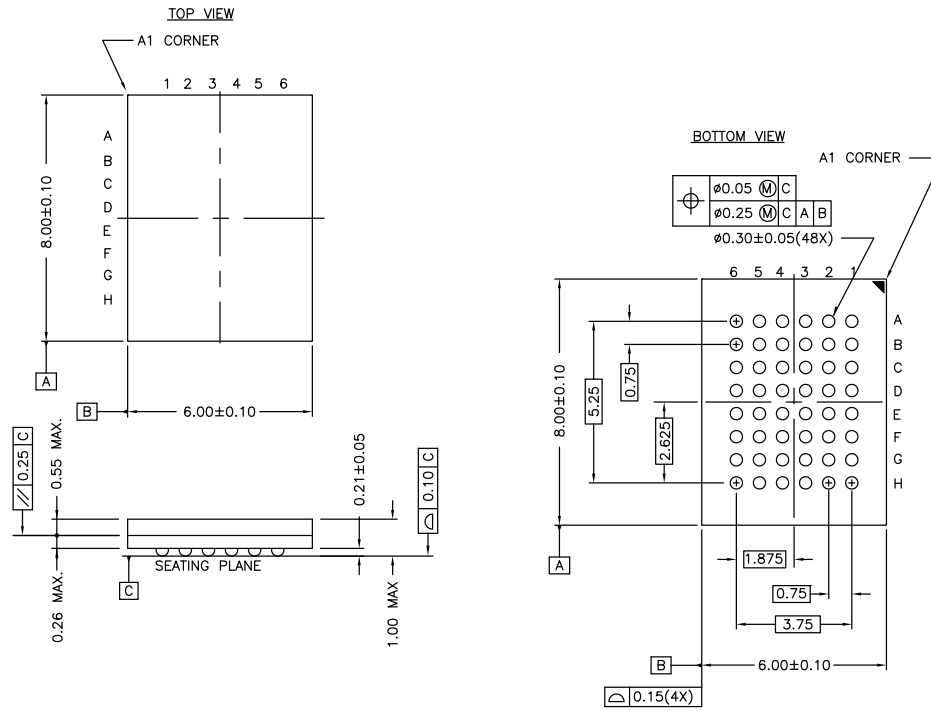 TOP VIEW
A1 CORNER
1 2 3 4 5 6
A
B
C
D
E
F
G
H
8.00±0.10
A
B
6.00±0.10
// 0.25 C
0.55 MAX.
0.26 MAX.
SEATING PLANE
C
0.21±0.05
0.10 C
1.00 MAX
BOTTOM VIEW
A1 CORNER
ø0.05 Ⓜ C
ø0.25 Ⓜ C A B
ø0.30±0.05(48X)
6 5 4 3 2 1
A
B
C
D
E
F
G
H
8.00±0.10
5.25
0.75
2.625
A
1.875
0.75
3.75
B
6.00±0.10
0.15(4X)